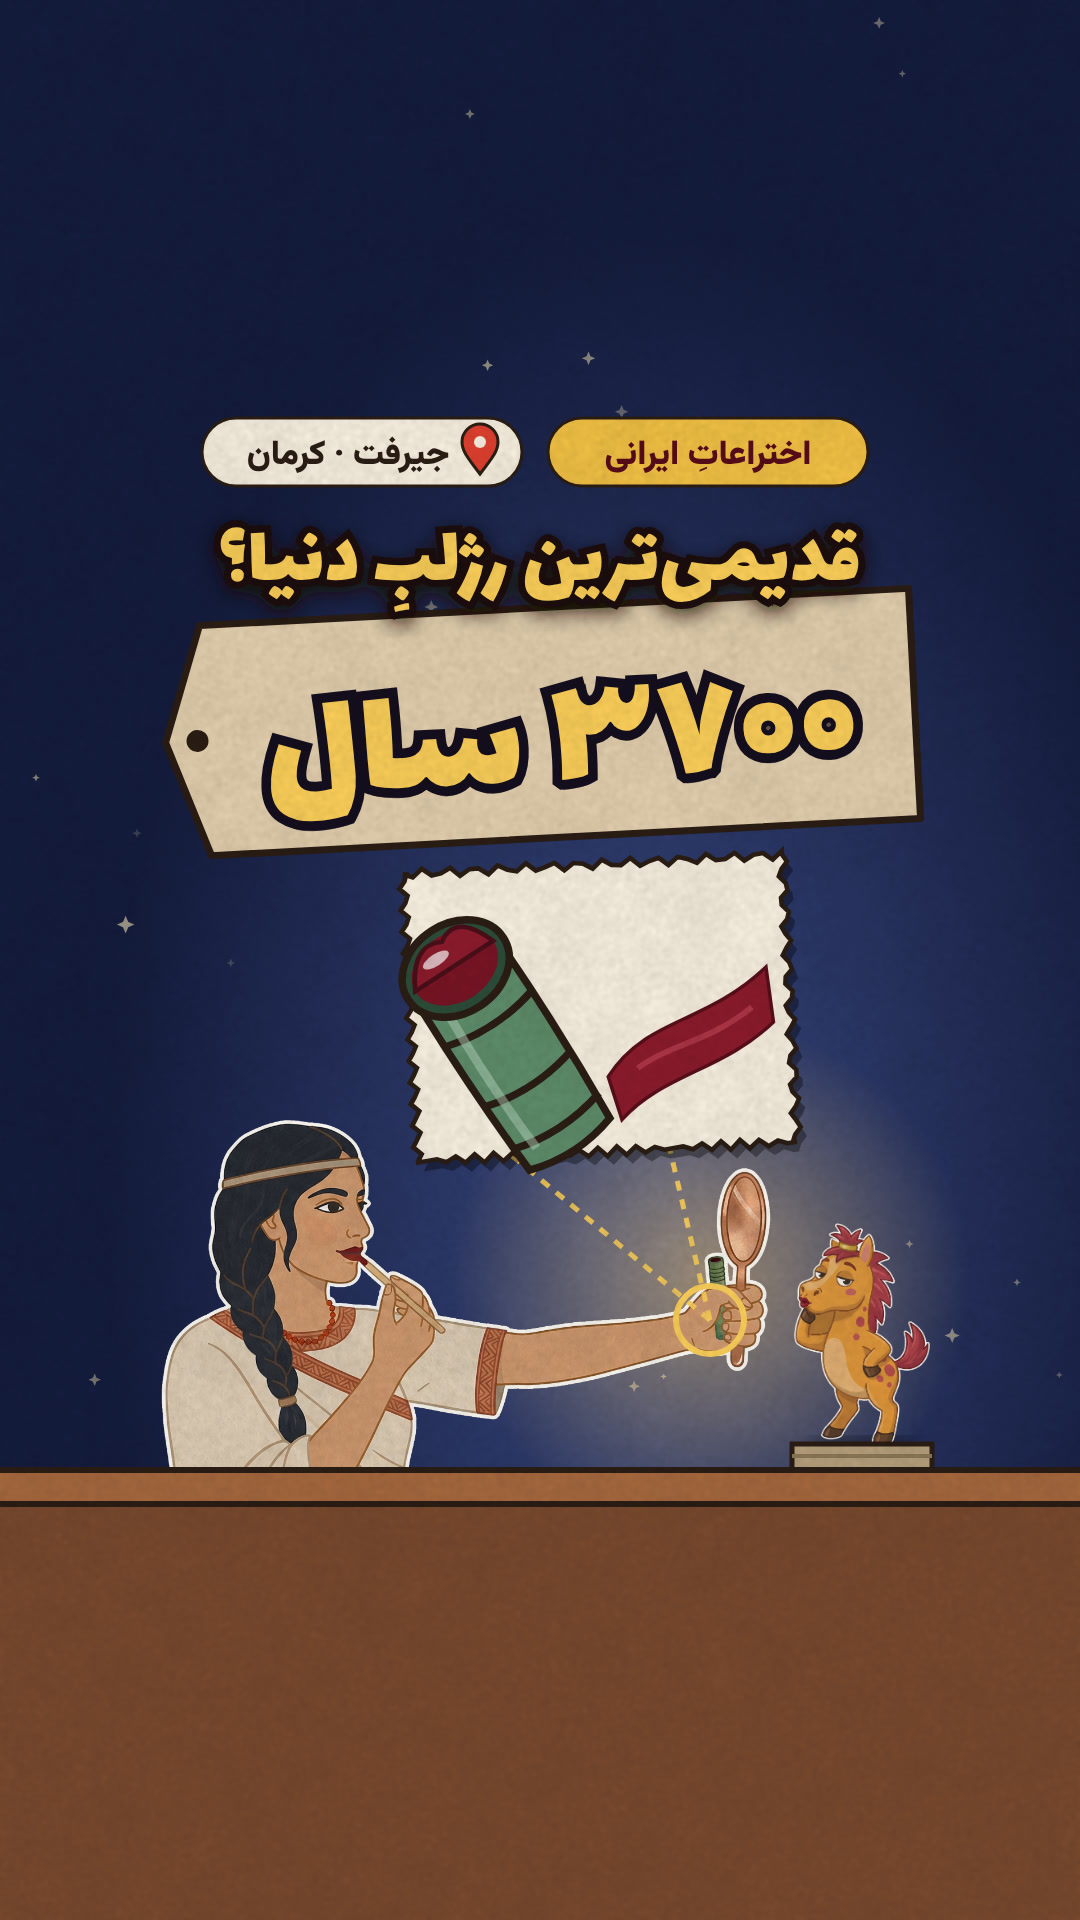 اختراعاتِ ایرانی
جیرفت · کرمان
قدیمی‌ترین رژلبِ دنیا؟
۳۷۰۰ سال